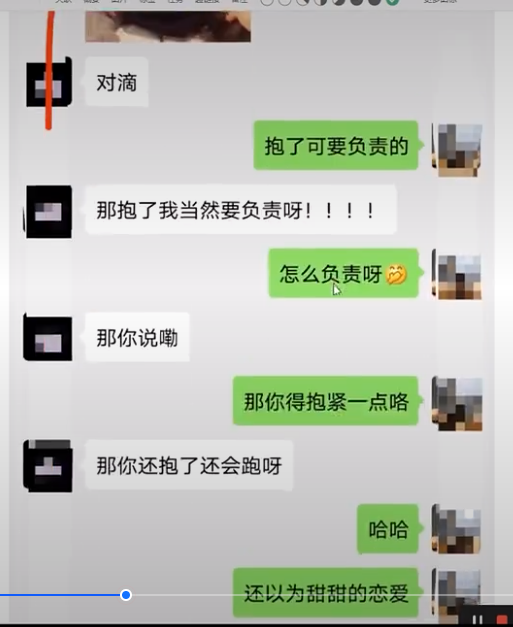 对滴
抱了可要负责的
那抱了我当然要负责呀！！！！
怎么负责呀🤭
那你说嘞
那你得抱紧一点咯
那你还抱了还会跑呀
哈哈
还以为甜甜的恋爱